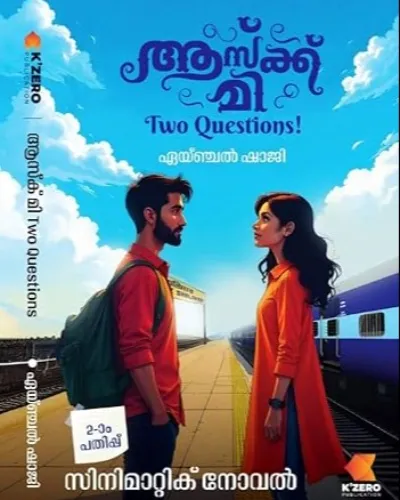 K'ZERO
PUBLICATION
ആസ്ക് മി Two Questions
ഏയ്ഞ്ചൽ ഷാജി
ആസ്ക്ക്
മി
Two Questions!
ഏയ്ഞ്ചൽ ഷാജി
2-ാം
പതിപ്പ്
സിനിമാറ്റിക് നോവൽ
K'ZERO
PUBLICATION